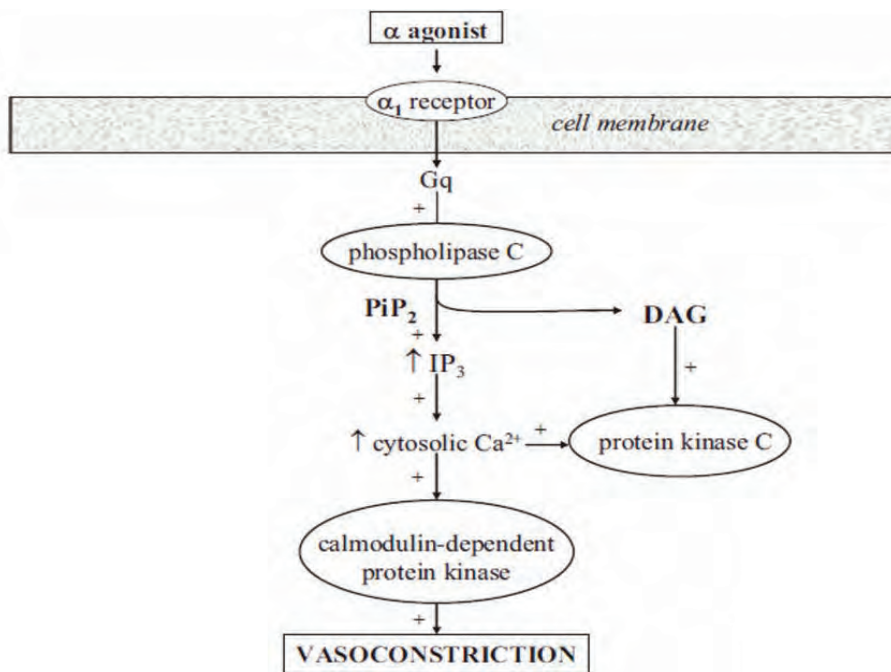 α agonist
α₁ receptor
cell membrane
Gq
+
phospholipase C
PiP₂
DAG
+
↑ IP₃
+
+
↑ cytosolic Ca²⁺
+
protein kinase C
+
calmodulin-dependent
protein kinase
+
VASOCONSTRICTION